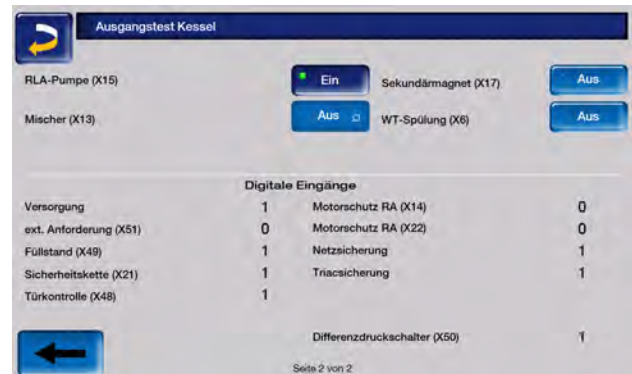 Ausgangstest Kessel
RLA-Pumpe (X15) Ein Sekundärmagnet (X17) Aus
Mischer (X13) Aus WT-Spülung (X6) Aus
Digitale Eingänge
Versorgung 1 Motorschutz RA (X14) 0
ext. Anforderung (X51) 0 Motorschutz RA (X22) 0
Füllstand (X49) 1 Netzsicherung 1
Sicherheitskette (X21) 1 Triacsicherung 1
Türkontrolle (X48) 1
Differenzdruckschalter (X50) 1
Seite 2 von 2